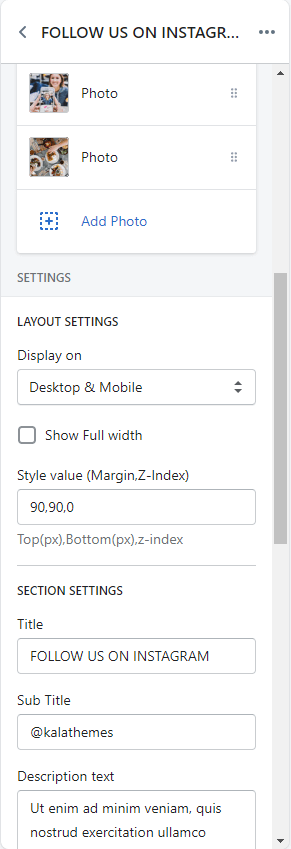 FOLLOW US ON INSTAGR...
Photo
Photo
Add Photo
SETTINGS
LAYOUT SETTINGS
Display on
Desktop & Mobile
Show Full width
Style value (Margin,Z-Index)
90,90,0
Top(px),Bottom(px),z-index
SECTION SETTINGS
Title
FOLLOW US ON INSTAGRAM
Sub Title
@kalathemes
Description text
Ut enim ad minim veniam, quis
nostrud exercitation ullamco